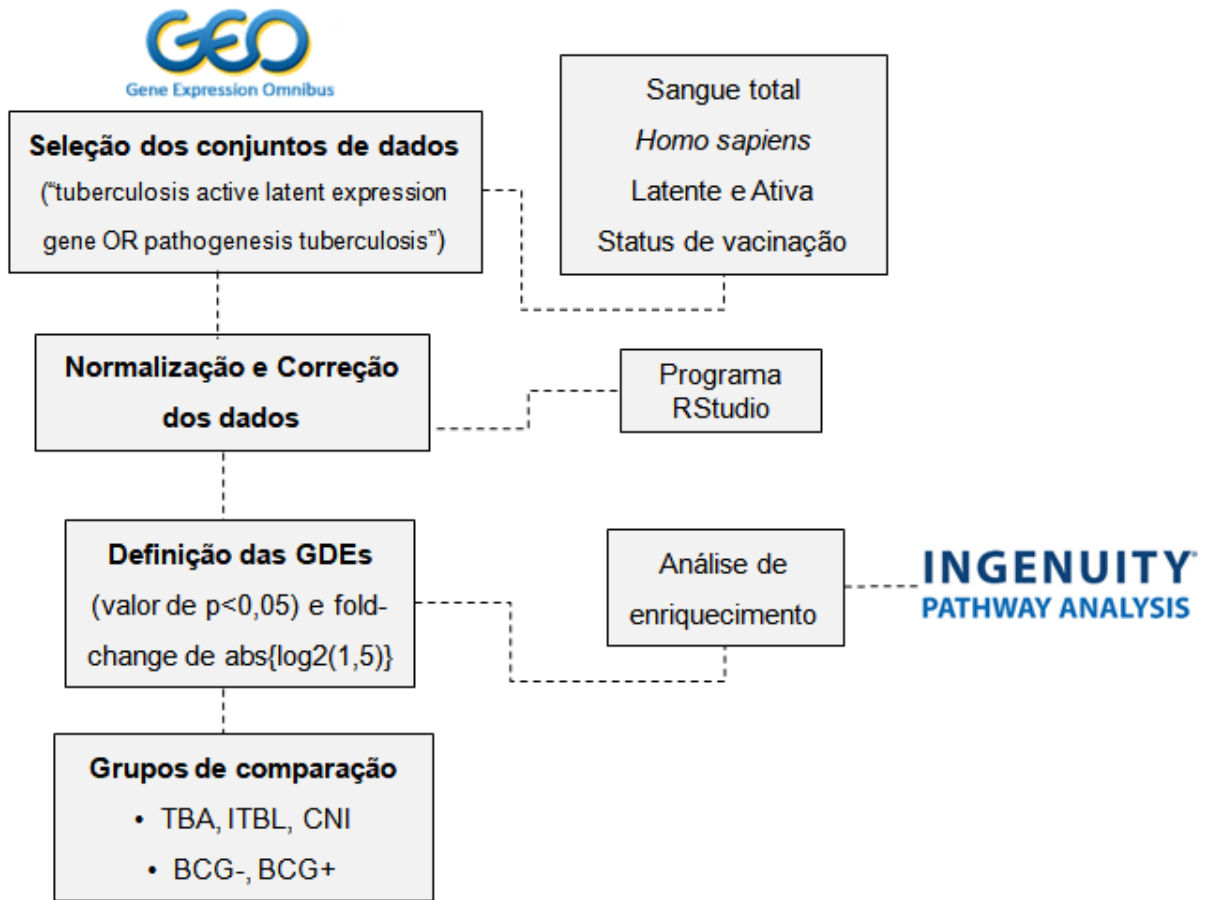 GEO
Gene Expression Omnibus
Seleção dos conjuntos de dados
(“tuberculosis active latent expression
gene OR pathogenesis tuberculosis”)
Sangue total
Homo sapiens
Latente e Ativa
Status de vacinação
Normalização e Correção
dos dados
Programa
RStudio
Definição das GDEs
(valor de p<0,05) e fold-
change de abs{log2(1,5)}
Análise de
enriquecimento
INGENUITY
PATHWAY ANALYSIS
Grupos de comparação
• TBA, ITBL, CNI
• BCG-, BCG+